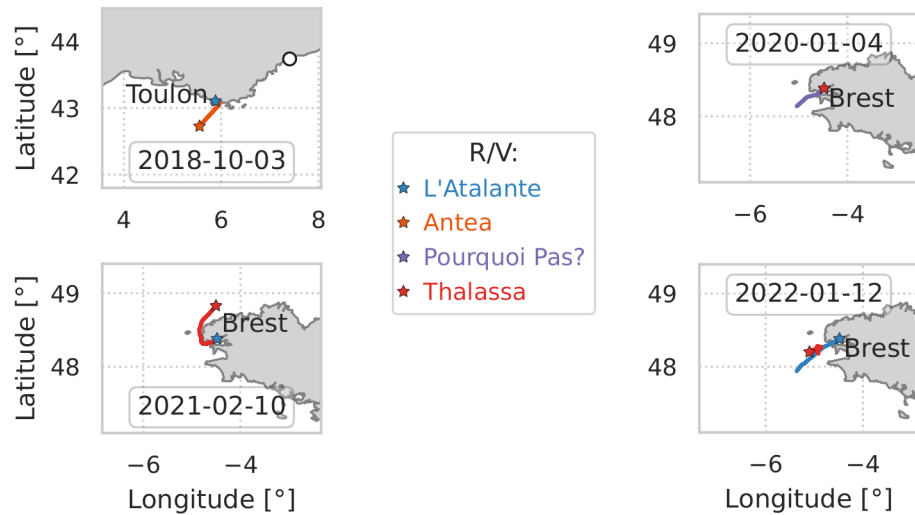 Latitude [°]
44
43
42
Toulon
2018-10-03
4
6
8
49
48
2020-01-04
Brest
−6
−4
R/V:
L'Atalante
Antea
Pourquoi Pas?
Thalassa
Latitude [°]
49
48
Brest
2021-02-10
−6
−4
Longitude [°]
49
48
2022-01-12
Brest
−6
−4
Longitude [°]